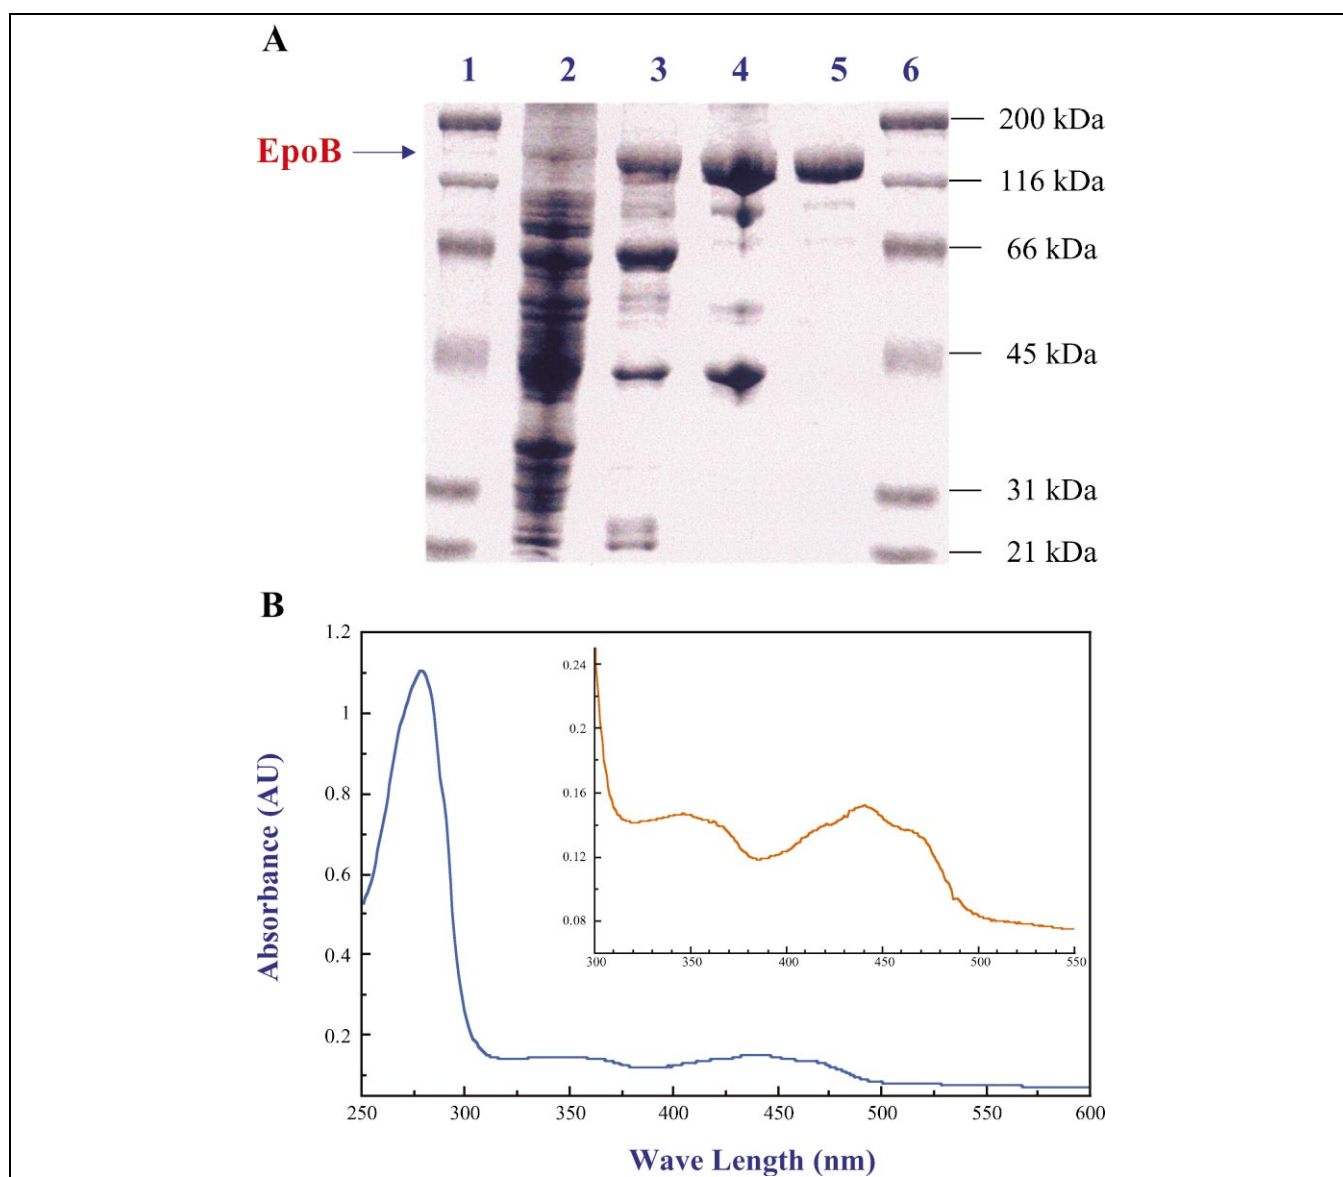 A
1 2 3 4 5 6
200 kDa
EpoB
116 kDa
66 kDa
45 kDa
31 kDa
21 kDa
B
1.2
1
0.8
0.6
0.4
0.2
Absorbance (AU)
0.24
0.2
0.16
0.12
0.08
300 350 400 450 500 550
250 300 350 400 450 500 550 600
Wave Length (nm)